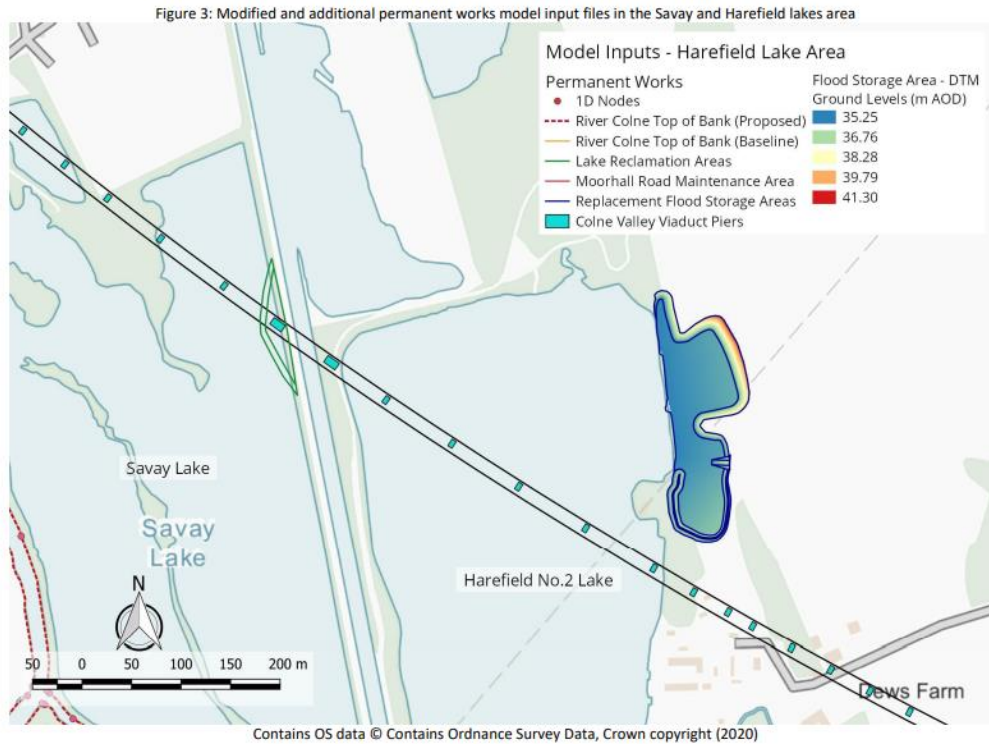 Figure 3: Modified and additional permanent works model input files in the Savay and Harefield lakes area
Model Inputs - Harefield Lake Area
Permanent Works
1D Nodes
River Colne Top of Bank (Proposed)
River Colne Top of Bank (Baseline)
Lake Reclamation Areas
Moorhall Road Maintenance Area
Replacement Flood Storage Areas
Colne Valley Viaduct Piers
Flood Storage Area - DTM
Ground Levels (m AOD)
35.25
36.76
38.28
39.79
41.30
Savay Lake
Savay
Lake
Harefield No.2 Lake
N
50 0 50 100 150 200 m
Dews Farm
Contains OS data © Contains Ordnance Survey Data, Crown copyright (2020)